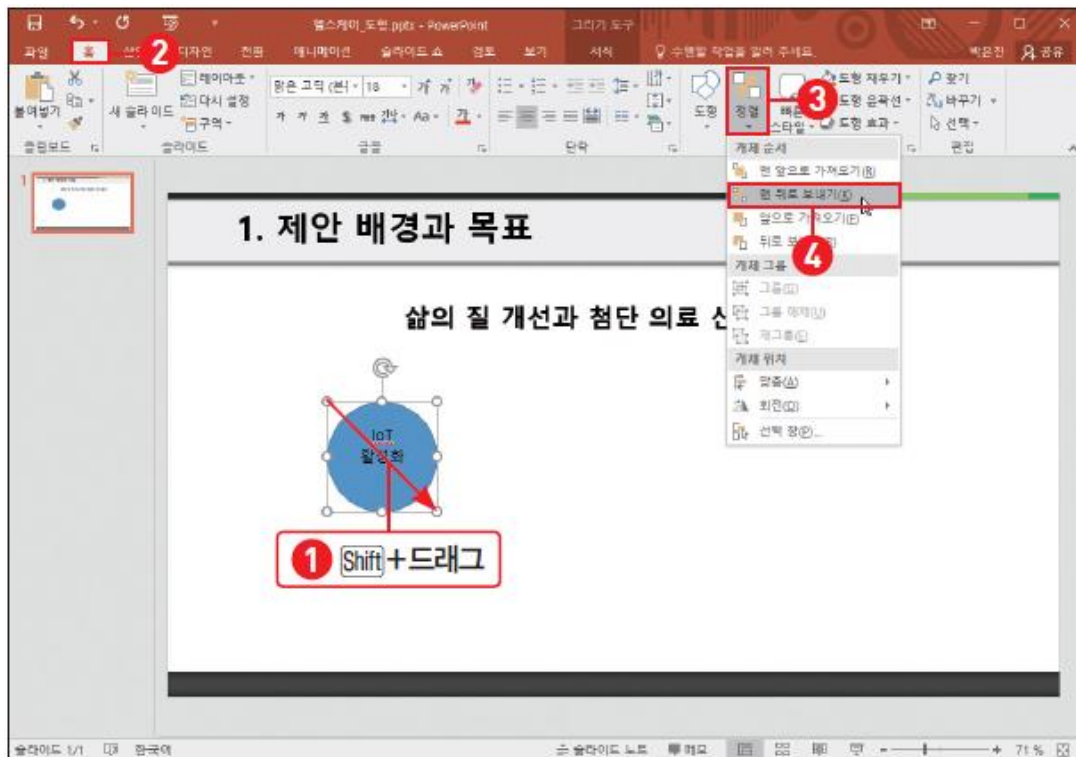 헬스케어_도형.pptx - PowerPoint
그리기 도구
파일 홈 디자인 전환 애니메이션 슬라이드 쇼 검토 보기 서식 수행할 작업을 알려 주세요. 박은진 공유
2
붙여넣기
새 슬라이드
레이아웃
다시 설정
구역
맑은 고딕 (본 18
도형
정렬
3
빠른
스타일
도형 채우기
도형 윤곽선
도형 효과
찾기
바꾸기
선택
클립보드 슬라이드 글꼴 단락 편집
개체 순서
맨 앞으로 가져오기(R)
맨 뒤로 보내기(K)
앞으로 가져오기(F)
뒤로
4
개체 그룹
그룹(G)
그룹 해제(U)
재그룹(E)
개체 위치
맞춤(A)
회전(O)
선택 창(P)...
1
1. 제안 배경과 목표
삶의 질 개선과 첨단 의료
IoT
활성화
1 Shift+드래그
슬라이드 1/1 한국어 슬라이드 노트 메모 71 %